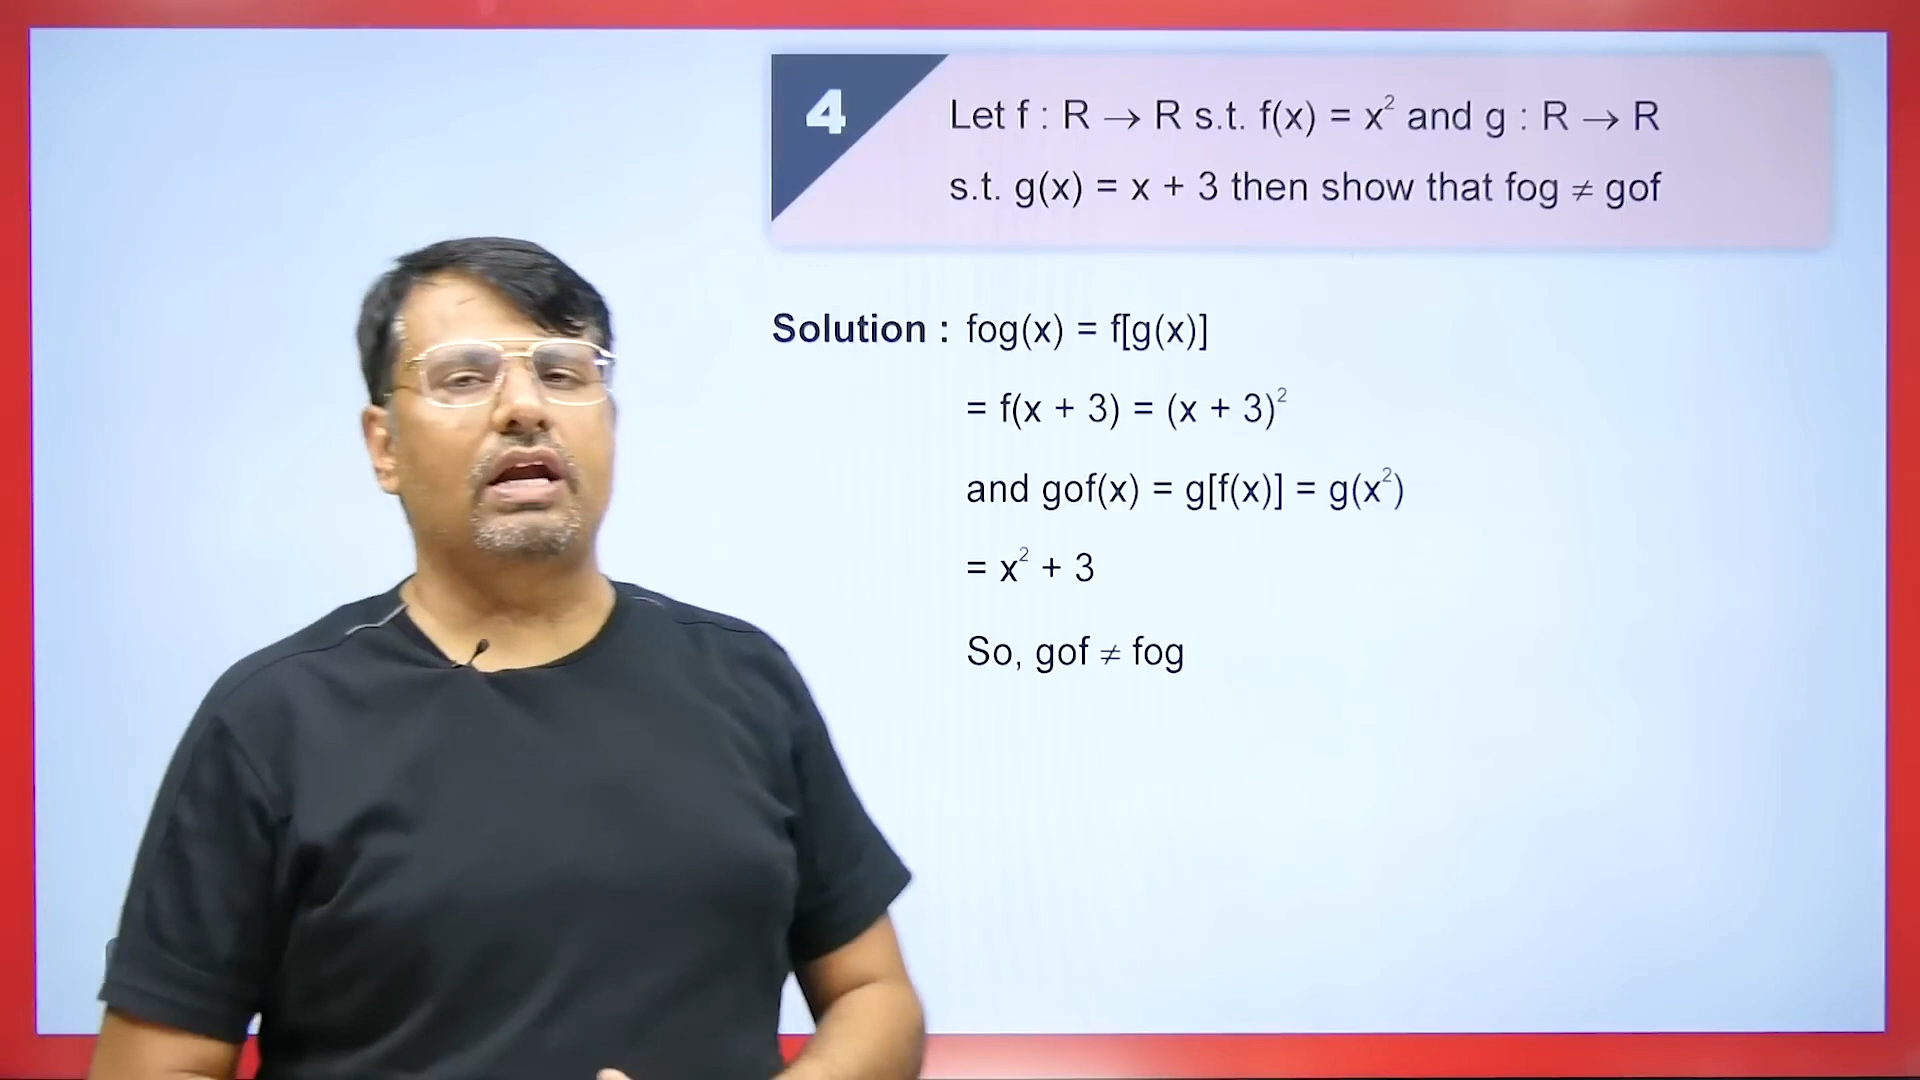 4
Let f : R → R s.t. f(x) = x² and g : R → R
s.t. g(x) = x + 3 then show that fog ≠ gof
Solution : fog(x) = f[g(x)]
= f(x + 3) = (x + 3)²
and gof(x) = g[f(x)] = g(x²)
= x² + 3
So, gof ≠ fog